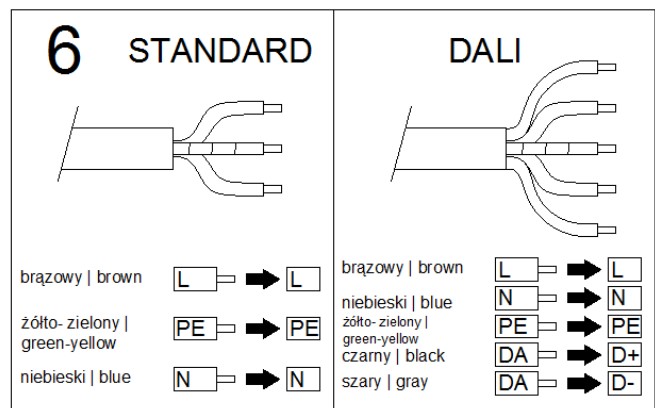 6 STANDARD
brązowy | brown L L
żółto- zielony |
green-yellow PE PE
niebieski | blue N N
DALI
brązowy | brown L L
niebieski | blue N N
żółto- zielony |
green-yellow PE PE
czarny | black DA D+
szary | gray DA D-